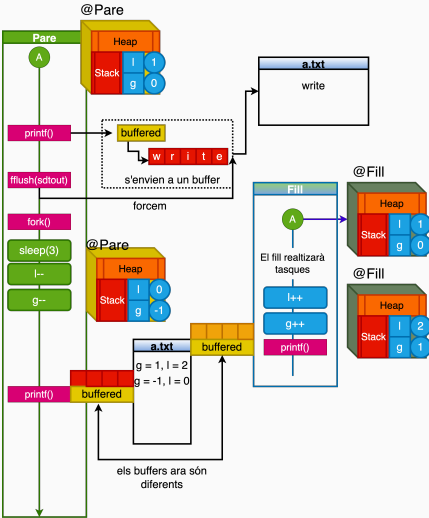 @Pare
Pare
Heap
A
Stack
l
1
g
0
a.txt
write
printf()
buffered
w r i t e
s'envien a un buffer
fflush(sdtout)
forcem
fork()
Fill
@Fill
A
Heap
Stack
l
1
g
0
sleep(3)
l--
g--
@Pare
Heap
Stack
l
0
g
-1
El fill realtizarà
tasques
l++
g++
printf()
@Fill
Heap
Stack
l
2
g
1
buffered
a.txt
g = 1, l = 2
g = -1, l = 0
printf()
buffered
els buffers ara són
diferents